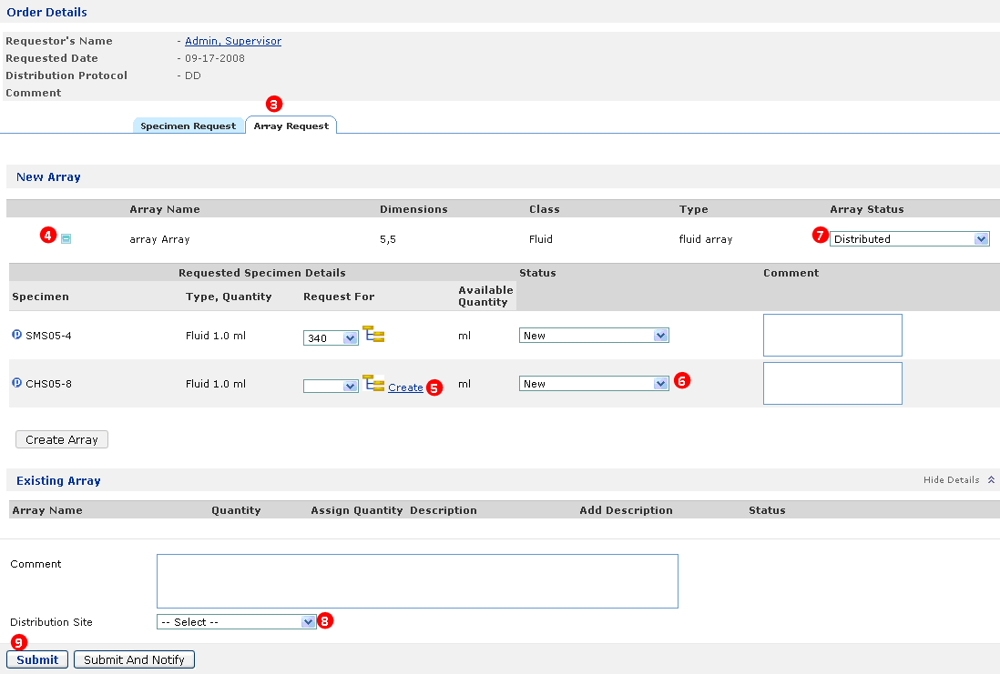 Order Details
Requestor's Name - Admin, Supervisor
Requested Date - 09-17-2008
Distribution Protocol - DD
Comment
3
Specimen Request Array Request
New Array
Array Name Dimensions Class Type Array Status
4 array Array 5,5 Fluid fluid array 7 Distributed
Requested Specimen Details Status Comment
Specimen Type, Quantity Request For Available Quantity
P SMS05-4 Fluid 1.0 ml 340 ml New
P CHS05-8 Fluid 1.0 ml Create 5 ml New 6
Create Array
Existing Array Hide Details
Array Name Quantity Assign Quantity Description Add Description Status
Comment
Distribution Site -- Select -- 8
9
Submit Submit And Notify